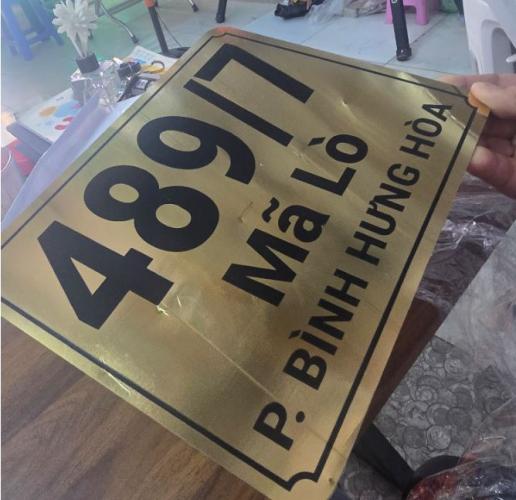 489/7
Mã Lò
P. BÌNH HƯNG HÒA